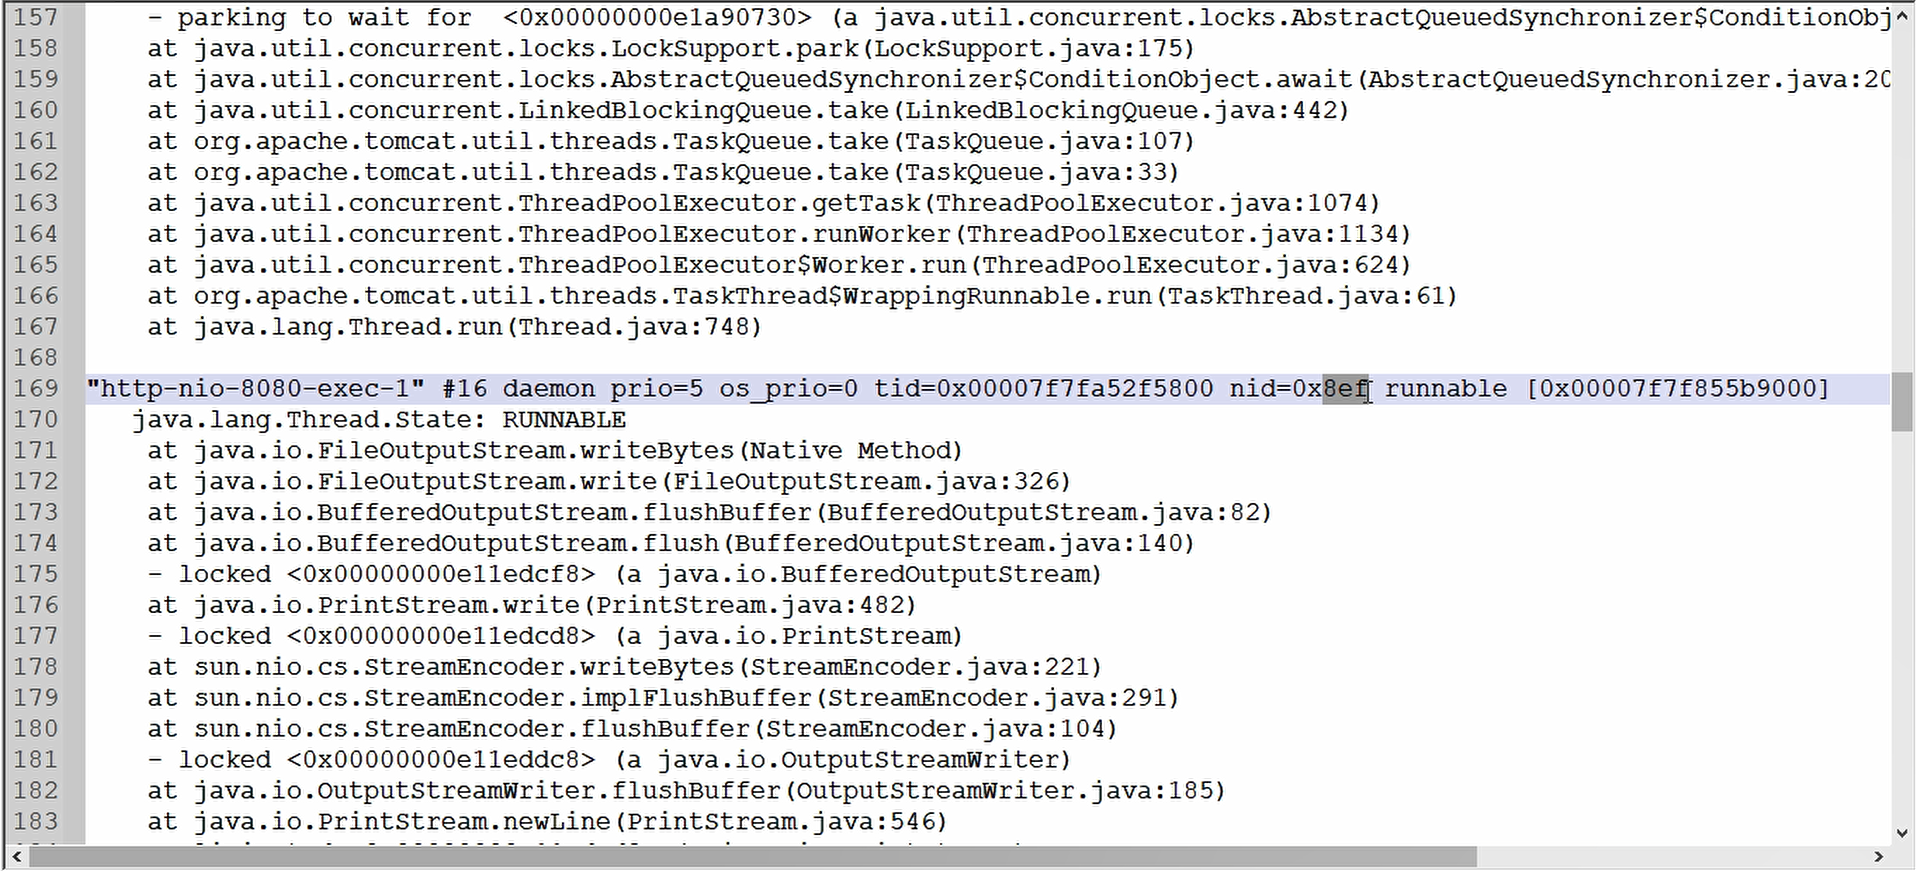 157 - parking to wait for <0x00000000e1a90730> (a java.util.concurrent.locks.AbstractQueuedSynchronizer$ConditionObj
158 at java.util.concurrent.locks.LockSupport.park(LockSupport.java:175)
159 at java.util.concurrent.locks.AbstractQueuedSynchronizer$ConditionObject.await(AbstractQueuedSynchronizer.java:20
160 at java.util.concurrent.LinkedBlockingQueue.take(LinkedBlockingQueue.java:442)
161 at org.apache.tomcat.util.threads.TaskQueue.take(TaskQueue.java:107)
162 at org.apache.tomcat.util.threads.TaskQueue.take(TaskQueue.java:33)
163 at java.util.concurrent.ThreadPoolExecutor.getTask(ThreadPoolExecutor.java:1074)
164 at java.util.concurrent.ThreadPoolExecutor.runWorker(ThreadPoolExecutor.java:1134)
165 at java.util.concurrent.ThreadPoolExecutor$Worker.run(ThreadPoolExecutor.java:624)
166 at org.apache.tomcat.util.threads.TaskThread$WrappingRunnable.run(TaskThread.java:61)
167 at java.lang.Thread.run(Thread.java:748)
168
169 "http-nio-8080-exec-1" #16 daemon prio=5 os_prio=0 tid=0x00007f7fa52f5800 nid=0x8ef runnable [0x00007f7f855b9000]
170 java.lang.Thread.State: RUNNABLE
171 at java.io.FileOutputStream.writeBytes(Native Method)
172 at java.io.FileOutputStream.write(FileOutputStream.java:326)
173 at java.io.BufferedOutputStream.flushBuffer(BufferedOutputStream.java:82)
174 at java.io.BufferedOutputStream.flush(BufferedOutputStream.java:140)
175 - locked <0x00000000e11edcf8> (a java.io.BufferedOutputStream)
176 at java.io.PrintStream.write(PrintStream.java:482)
177 - locked <0x00000000e11edcd8> (a java.io.PrintStream)
178 at sun.nio.cs.StreamEncoder.writeBytes(StreamEncoder.java:221)
179 at sun.nio.cs.StreamEncoder.implFlushBuffer(StreamEncoder.java:291)
180 at sun.nio.cs.StreamEncoder.flushBuffer(StreamEncoder.java:104)
181 - locked <0x00000000e11eddc8> (a java.io.OutputStreamWriter)
182 at java.io.OutputStreamWriter.flushBuffer(OutputStreamWriter.java:185)
183 at java.io.PrintStream.newLine(PrintStream.java:546)